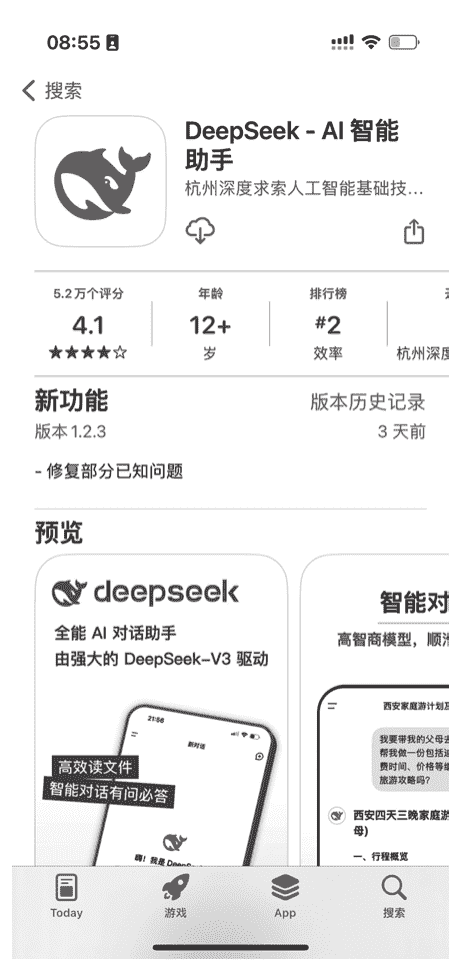 08:55
搜索
DeepSeek - AI 智能
助手
杭州深度求索人工智能基础技...
5.2万个评分
年龄
排行榜
4.1
12+
#2
岁
效率
杭州深度
新功能
版本历史记录
版本 1.2.3
3 天前
- 修复部分已知问题
预览
deepseek
全能 AI 对话助手
由强大的 DeepSeek-V3 驱动
21:56
新对话
高效读文件
智能对话有问必答
嗨！我是 DeepSe
智能对
高智商模型，顺滑
西安家庭游计划及
我要带我的父母去
帮我做一份包括
费时间、价格等
旅游攻略吗?
西安四天三晚家庭游
母)
一、行程概览
Today
游戏
App
搜索